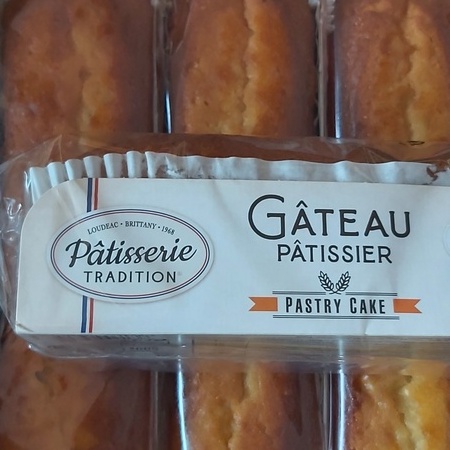 LOUDEAC • BRITTANY • 1968
Pâtisserie
TRADITION
GÂTEAU
PÂTISSIER
PASTRY CAKE